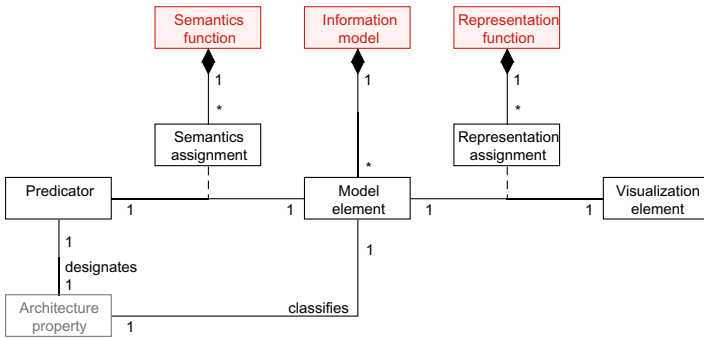 Semantics
function
Information
model
Representation
function
1
1
1
*
*
Semantics
assignment
Representation
assignment
*
Predicator
Model
element
Visualization
element
1
1
1
1
1
1
designates
1
classifies
Architecture
property
1